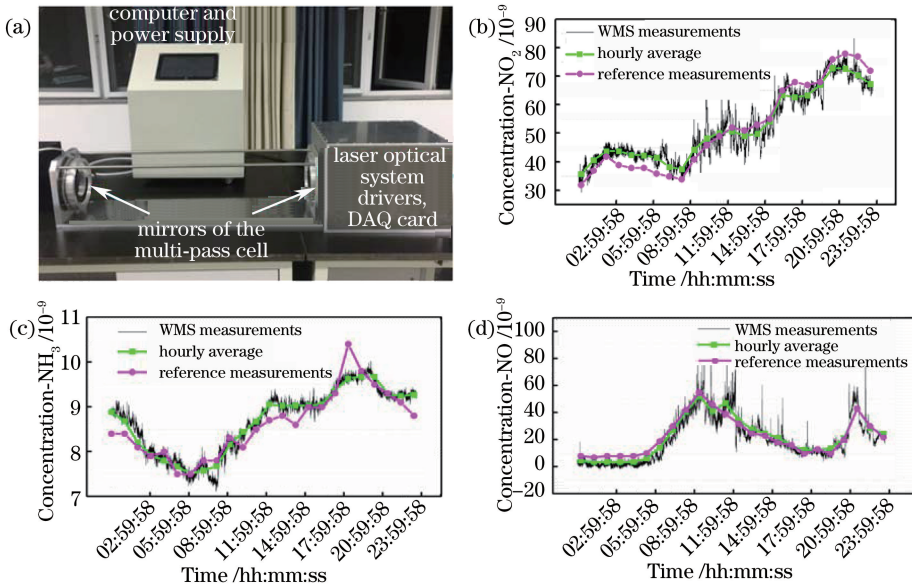 (a)
computer and
power supply
laser optical
system
drivers,
DAQ card
mirrors of the
multi-pass cell
(b)
Concentration-NO₂ /10⁻⁹
90
80
70
60
50
40
30
WMS measurements
hourly average
reference measurements
02:59:58
05:59:58
08:59:58
11:59:58
14:59:58
17:59:58
20:59:58
23:59:58
Time /hh:mm:ss
(c)
Concentration-NH₃ /10⁻⁹
11
10
9
8
7
WMS measurements
hourly average
reference measurements
02:59:58
05:59:58
08:59:58
11:59:58
14:59:58
17:59:58
20:59:58
23:59:58
Time /hh:mm:ss
(d)
Concentration-NO /10⁻⁹
100
80
60
40
20
0
−20
WMS measurements
hourly average
reference measurements
02:59:58
05:59:58
08:59:58
11:59:58
14:59:58
17:59:58
20:59:58
23:59:58
Time /hh:mm:ss